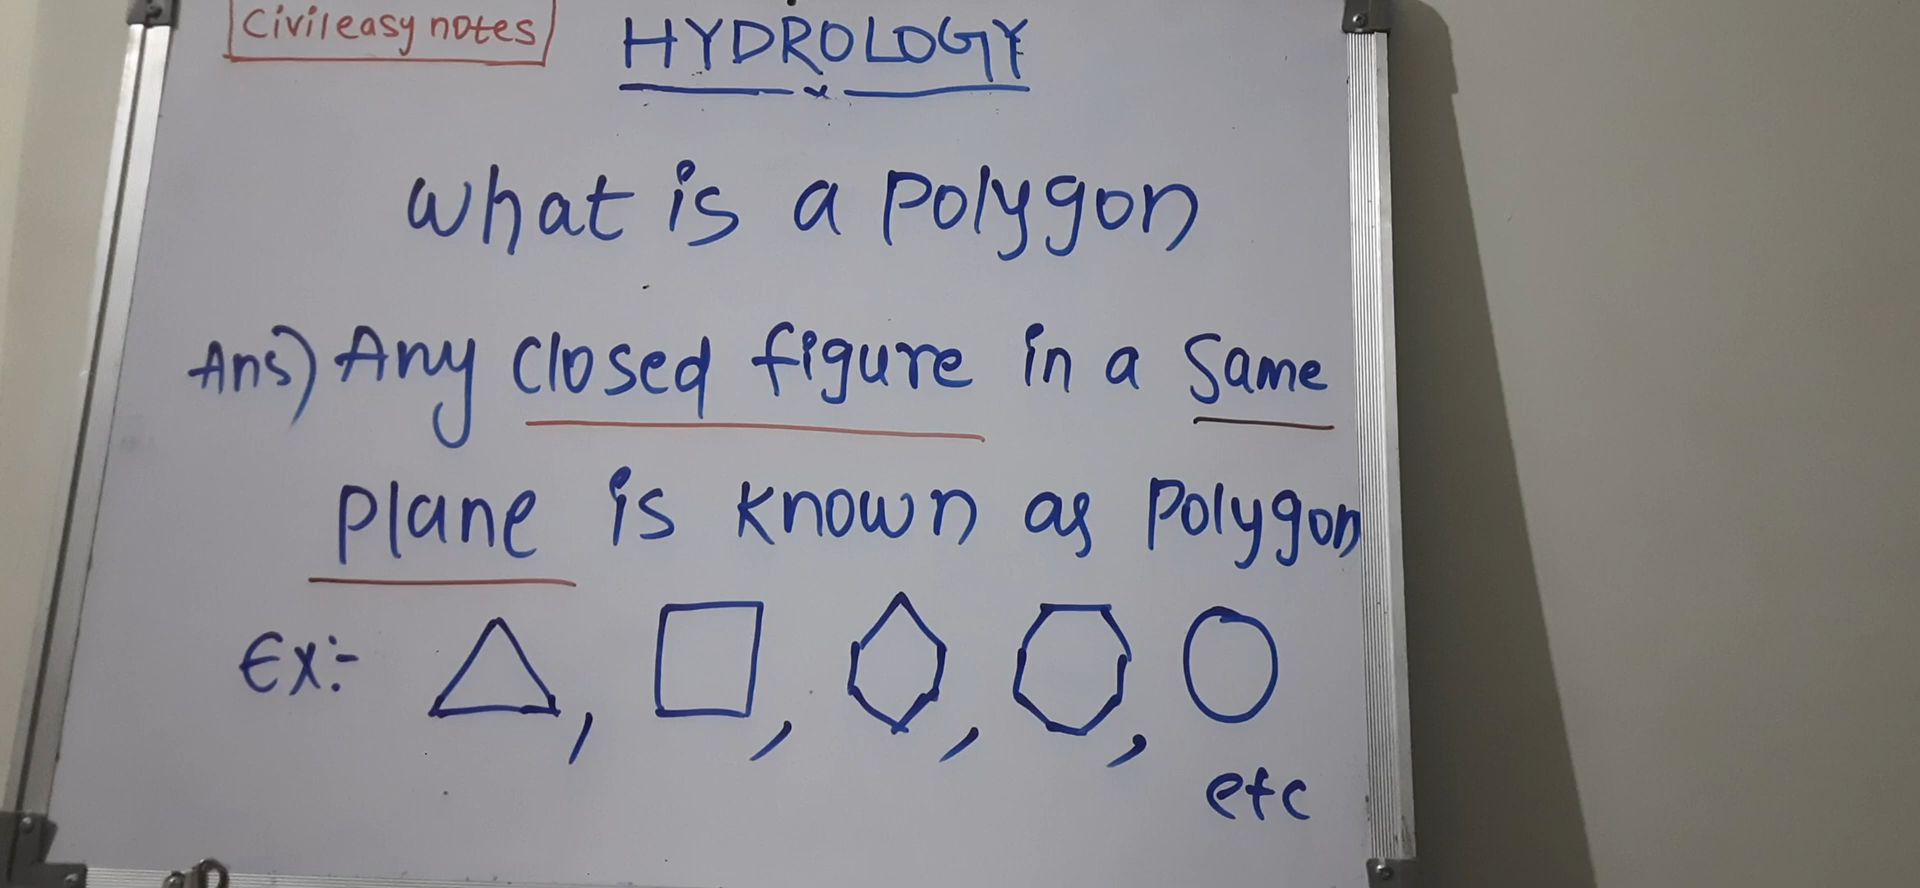 Civileasy notes
HYDROLOGY
What is a Polygon
Ans) Any closed figure in a Same
plane is known as Polygon
Ex:- , , , ,
etc